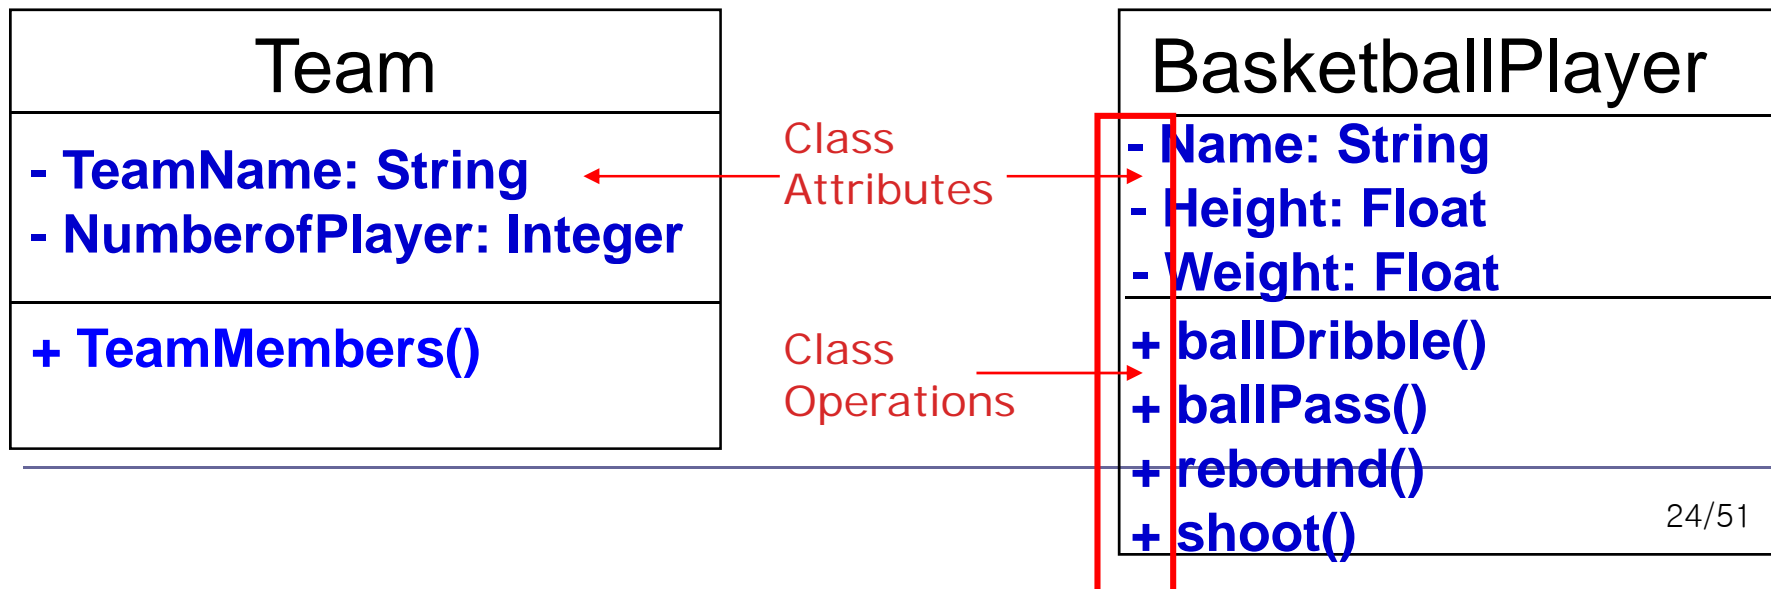 Team
- TeamName: String
- NumberofPlayer: Integer
+ TeamMembers()
Class
Attributes
Class
Operations
BasketballPlayer
- Name: String
- Height: Float
- Weight: Float
+ ballDribble()
+ ballPass()
+ rebound()
+ shoot()
24/51